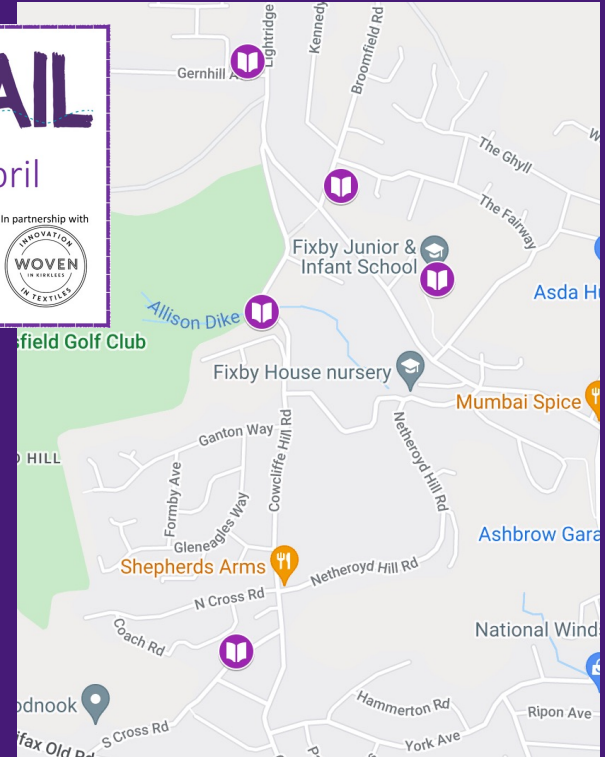 AIL
pril
In partnership with
INNOVATION
WOVEN
IN KIRKLEES
IN TEXTILES
Lightridge
Kennedy
Broomfield Rd
Gernhill A
The Ghyll
The Fairway
Fixby Junior &
Infant School
Asda Hu
Allison Dike
sfield Golf Club
Fixby House nursery
Mumbai Spice
Ganton Way
Cowcliffe Hill Rd
Netheroyd Hill Rd
HILL
Formby Ave
Gleneagles Way
Ashbrow Gara
Shepherds Arms
Netheroyd Hill Rd
N Cross Rd
Coach Rd
National Wind
odnook
Hammerton Rd
Ripon Ave
S Cross Rd
ifax Old Rd
York Ave